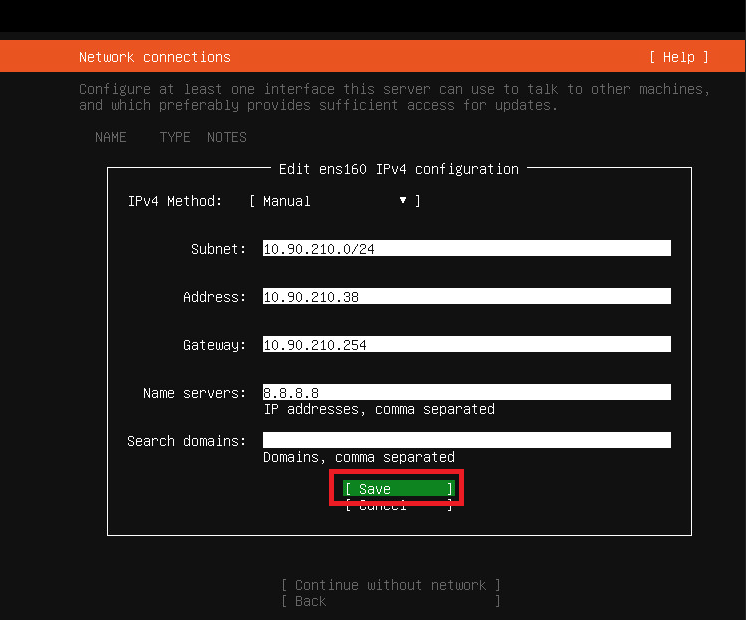 Network connections [ Help ]
Configure at least one interface this server can use to talk to other machines,
and which preferably provides sufficient access for updates.
NAME TYPE NOTES
Edit ens160 IPv4 configuration
IPv4 Method: [ Manual ▾ ]
Subnet: 10.90.210.0/24
Address: 10.90.210.38
Gateway: 10.90.210.254
Name servers: 8.8.8.8
IP addresses, comma separated
Search domains:
Domains, comma separated
[ Save ]
[ Cancel ]
[ Continue without network ]
[ Back ]